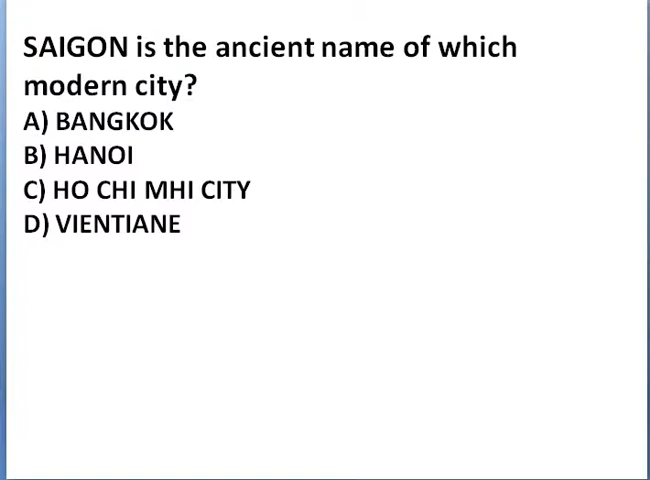 SAIGON is the ancient name of which
modern city?
A) BANGKOK
B) HANOI
C) HO CHI MHI CITY
D) VIENTIANE